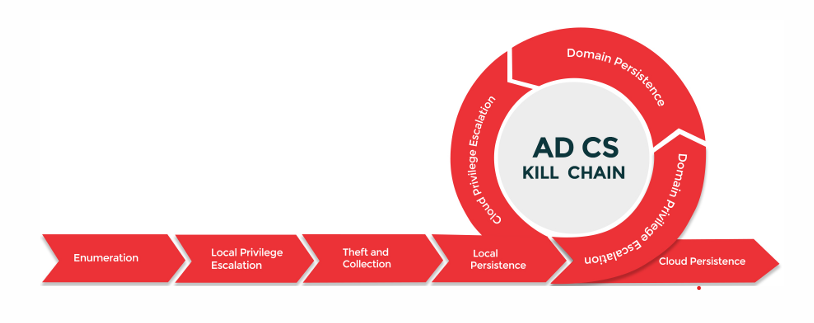 Domain Persistence
Cloud Privilege Escalation
AD CS
KILL CHAIN
Domain Privilege Escalation
Enumeration
Local Privilege
Escalation
Theft and
Collection
Local
Persistence
Cloud Persistence